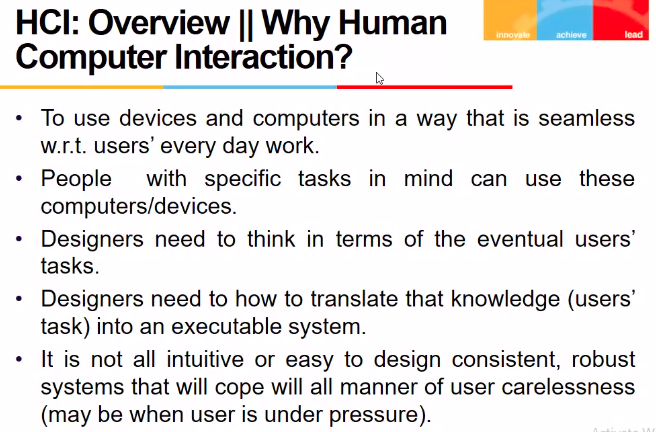 HCI: Overview || Why Human
Computer Interaction?
innovate achieve lead
• To use devices and computers in a way that is seamless
w.r.t. users' every day work.
• People with specific tasks in mind can use these
computers/devices.
• Designers need to think in terms of the eventual users'
tasks.
• Designers need to how to translate that knowledge (users'
task) into an executable system.
• It is not all intuitive or easy to design consistent, robust
systems that will cope will all manner of user carelessness
(may be when user is under pressure).